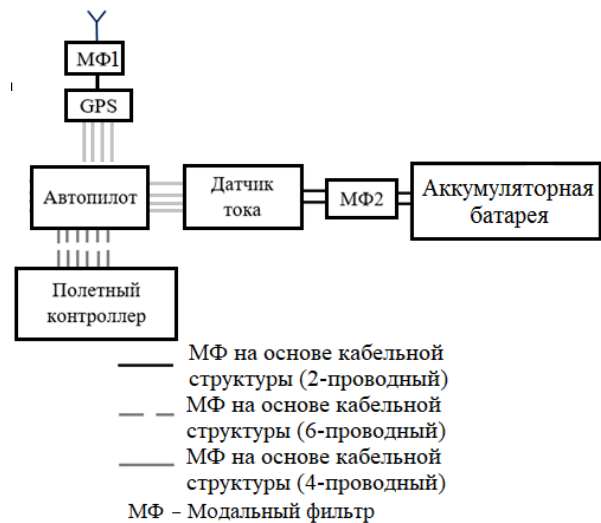 МФ1
GPS
Автопилот
Датчик
тока
МФ2
Аккумуляторная
батарея
Полетный
контроллер
МФ на основе кабельной
структуры (2-проводный)
МФ на основе кабельной
структуры (6-проводный)
МФ на основе кабельной
структуры (4-проводный)
МФ – Модальный фильтр